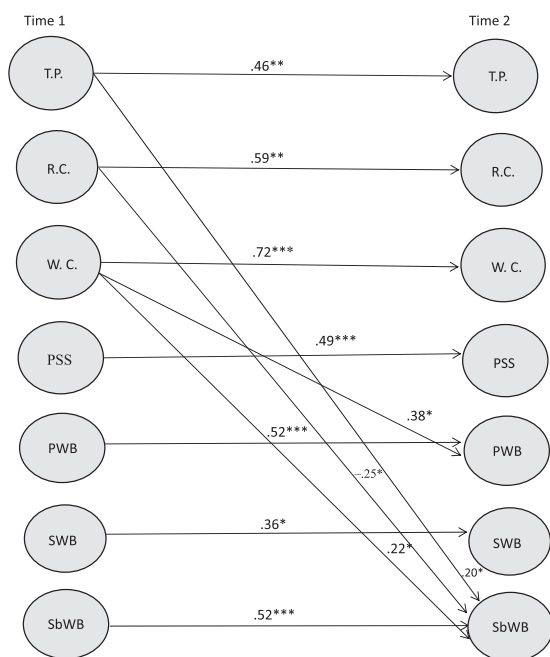 Time 1 Time 2
T.P. .46** T.P.
R.C. .59** R.C.
W. C. .72*** W. C.
PSS .49*** PSS
.38*
PWB .52*** PWB
–.25*
SWB .36* SWB
.22*
.20*
SbWB .52*** SbWB